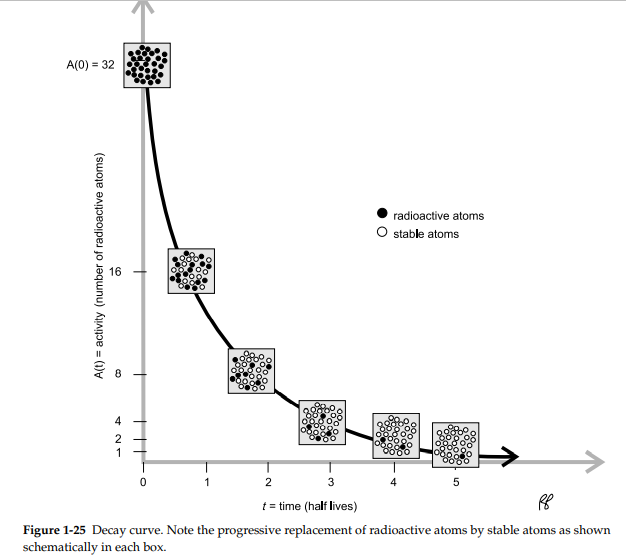 A(0) = 32
A(t) = activity (number of radioactive atoms)
radioactive atoms
stable atoms
16
8
4
2
1
0 1 2 3 4 5
t = time (half lives)
Figure 1-25 Decay curve. Note the progressive replacement of radioactive atoms by stable atoms as shown
schematically in each box.